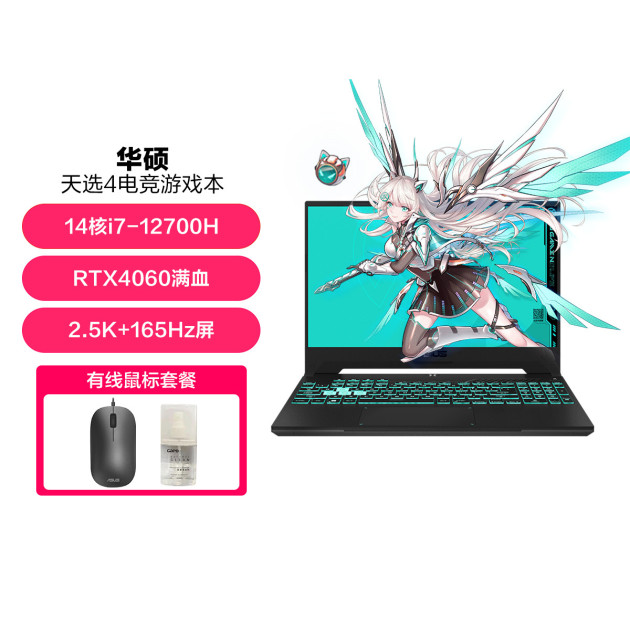 华硕
天选4电竞游戏本
14核i7-12700H
RTX4060满血
2.5K+165Hz屏
有线鼠标套餐
ASUS